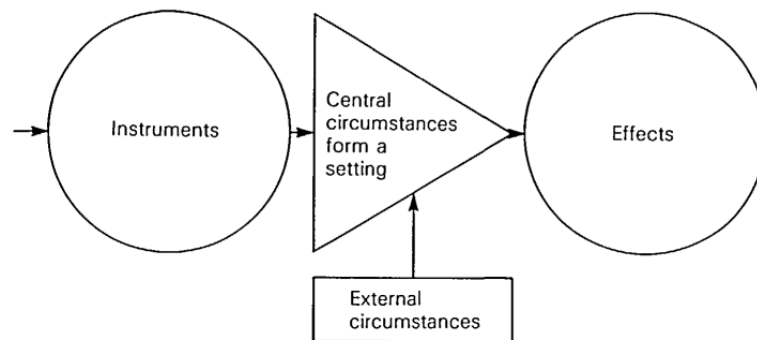 Instruments
Central
circumstances
form a
setting
Effects
External
circumstances